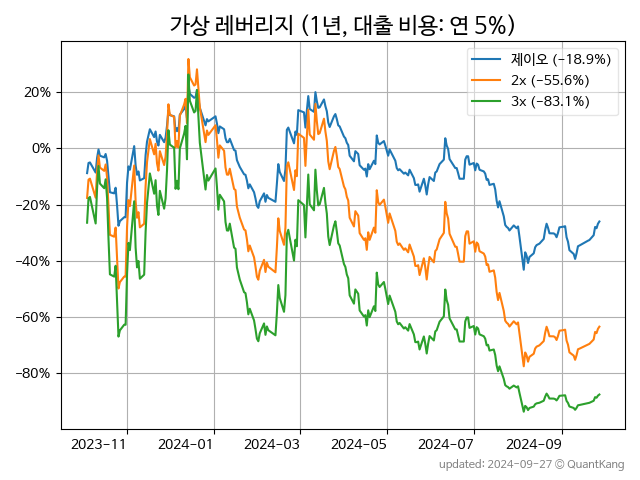 가상 레버리지 (1년, 대출 비용: 연 5%)
제이오 (−18.9%)
2x (−55.6%)
3x (−83.1%)
20%
0%
−20%
−40%
−60%
−80%
2023-11 2024-01 2024-03 2024-05 2024-07 2024-09
updated: 2024-09-27 © QuantKang